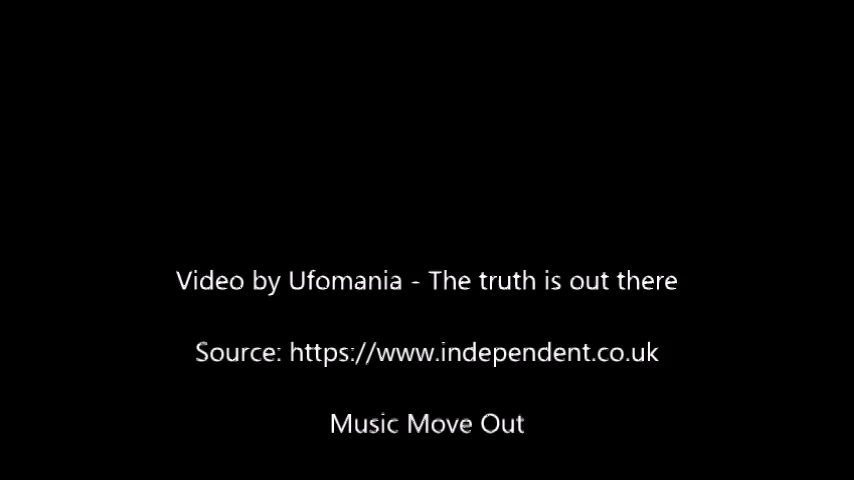 Video by Ufomania - The truth is out there
Source: https://www.independent.co.uk
Music Move Out